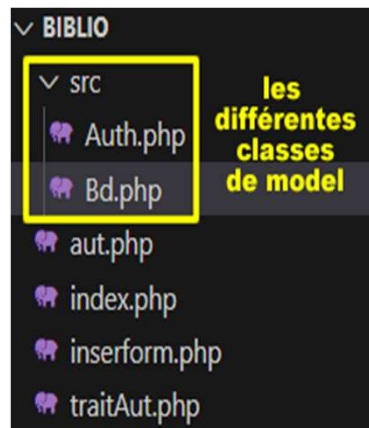 BIBLIO
src
Auth.php
Bd.php
les
différentes
classes
de model
aut.php
index.php
inserform.php
traitAut.php